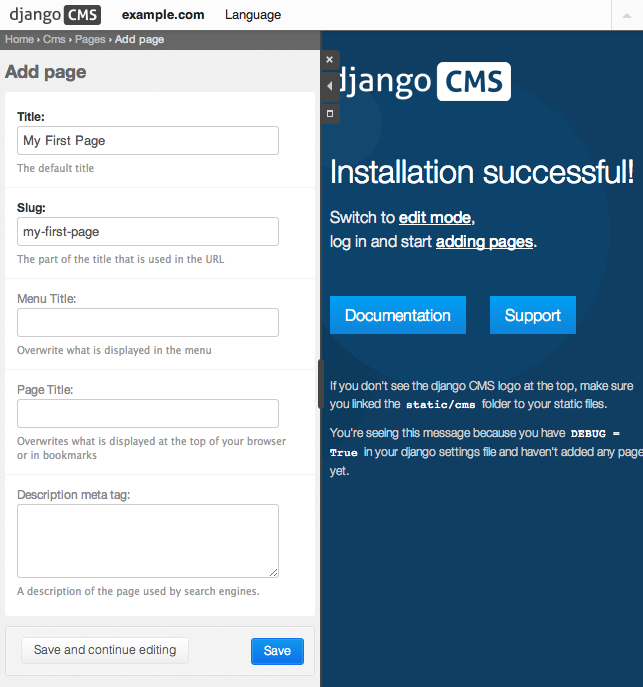 django CMS example.com Language
Home › Cms › Pages › Add page
Add page
Title:
My First Page
The default title
Slug:
my-first-page
The part of the title that is used in the URL
Menu Title:
Overwrite what is displayed in the menu
Page Title:
Overwrites what is displayed at the top of your browser
or in bookmarks
Description meta tag:
A description of the page used by search engines.
Save and continue editing
Save
django CMS
Installation successful!
Switch to edit mode,
log in and start adding pages.
Documentation
Support
If you don't see the django CMS logo at the top, make sure
you linked the static/cms folder to your static files.
You're seeing this message because you have DEBUG =
True in your django settings file and haven't added any page
yet.